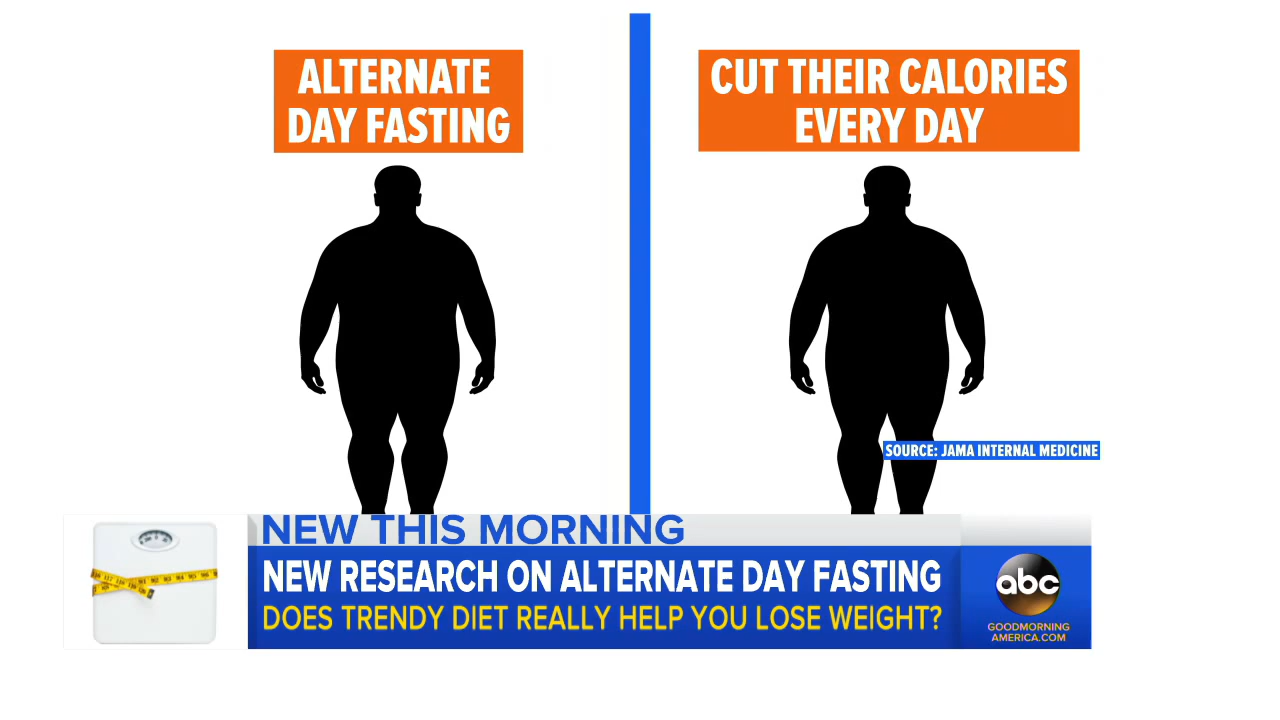 ALTERNATE
DAY FASTING
CUT THEIR CALORIES
EVERY DAY
SOURCE: JAMA INTERNAL MEDICINE
NEW THIS MORNING
NEW RESEARCH ON ALTERNATE DAY FASTING
DOES TRENDY DIET REALLY HELP YOU LOSE WEIGHT?
abc
GOODMORNING
AMERICA.COM